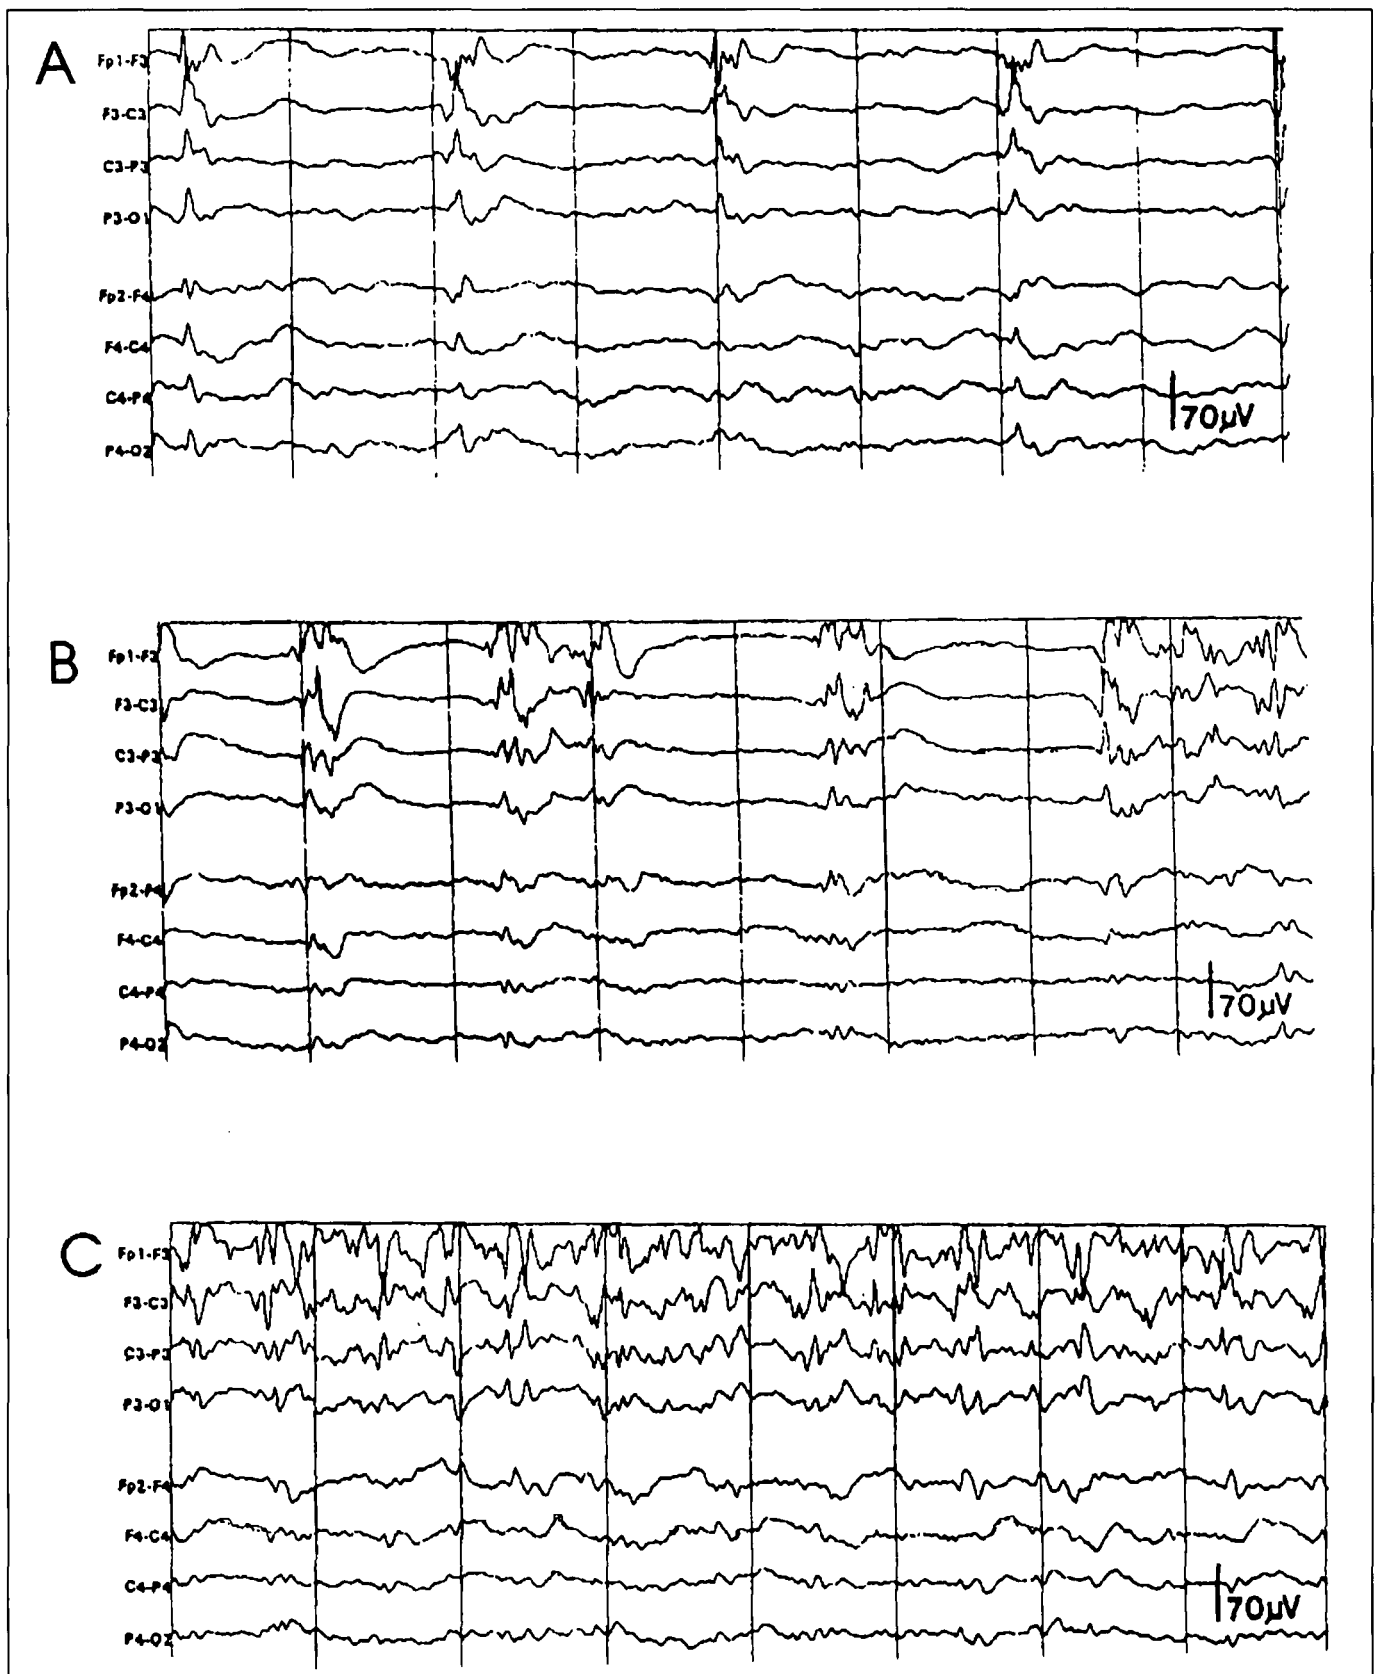 A
Fp1-F3
F3-C3
C3-P3
P3-O1
Fp2-F4
F4-C4
C4-P4
P4-O2
70µV
B
Fp1-F3
F3-C3
C3-P3
P3-O1
Fp2-F4
F4-C4
C4-P4
P4-O2
70µV
C
Fp1-F3
F3-C3
C3-P3
P3-O1
Fp2-F4
F4-C4
C4-P4
P4-O2
70µV